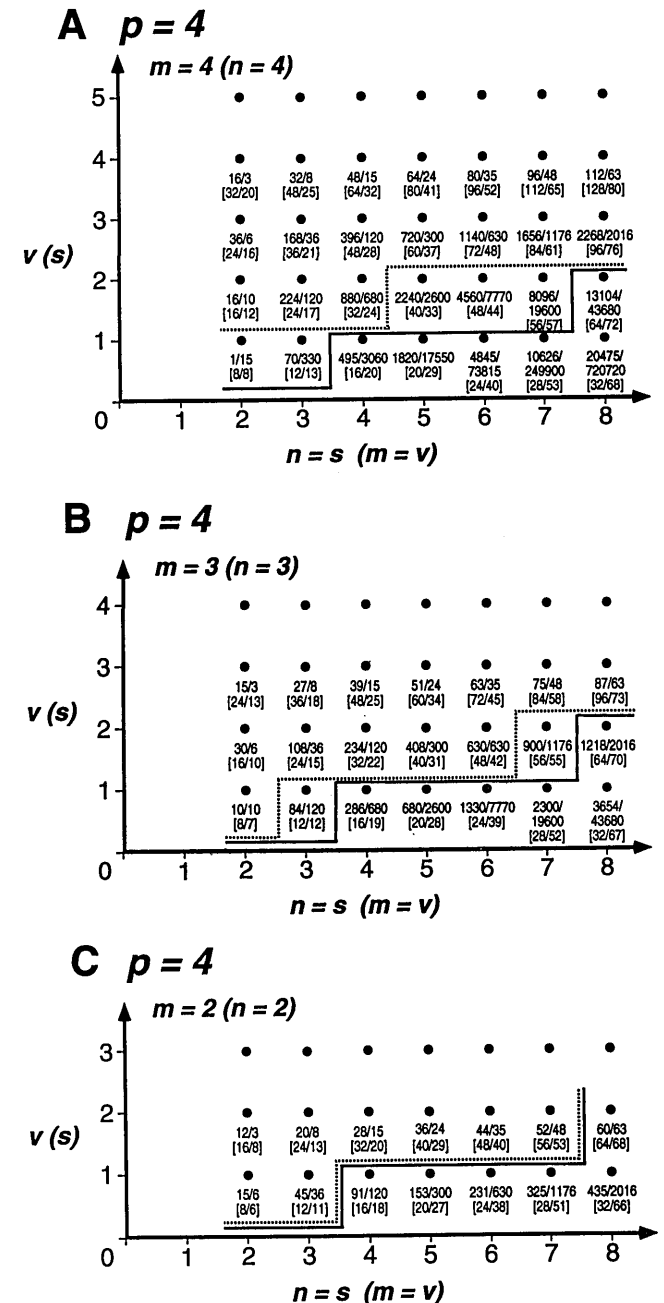 A p = 4
m = 4 (n = 4)
5
4
16/3 32/8 48/15 64/24 80/35 96/48 112/63
[32/20] [48/25] [64/32] [80/41] [96/52] [112/65] [128/80]
3
36/6 168/36 396/120 720/300 1140/630 1656/1176 2268/2016
[24/16] [36/21] [48/28] [60/37] [72/48] [84/61] [96/76]
v (s)
2
16/10 224/120 880/680 2240/2600 4560/7770 8096/ 13104/
19600 43680
[16/12] [24/17] [32/24] [40/33] [48/44] [56/57] [64/72]
1
1/15 70/330 495/3060 1820/17550 4845/ 10626/ 20475/
73815 249900 720720
[8/8] [12/13] [16/20] [20/29] [24/40] [28/53] [32/68]
0 1 2 3 4 5 6 7 8
n = s (m = v)
B p = 4
m = 3 (n = 3)
4
3
15/3 27/8 39/15 51/24 63/35 75/48 87/63
[24/13] [36/18] [48/25] [60/34] [72/45] [84/58] [96/73]
v (s)
2
30/6 108/36 234/120 408/300 630/630 900/1176 1218/2016
[16/10] [24/15] [32/22] [40/31] [48/42] [56/55] [64/70]
1
10/10 84/120 286/680 680/2600 1330/7770 2300/ 3654/
19600 43680
[8/7] [12/12] [16/19] [20/28] [24/39] [28/52] [32/67]
0 1 2 3 4 5 6 7 8
n = s (m = v)
C p = 4
m = 2 (n = 2)
3
2
12/3 20/8 28/15 36/24 44/35 52/48 60/63
[16/8] [24/13] [32/20] [40/29] [48/40] [56/53] [64/68]
v (s)
1
15/6 45/36 91/120 153/300 231/630 325/1176 435/2016
[8/6] [12/11] [16/18] [20/27] [24/38] [28/51] [32/66]
0 1 2 3 4 5 6 7 8
n = s (m = v)